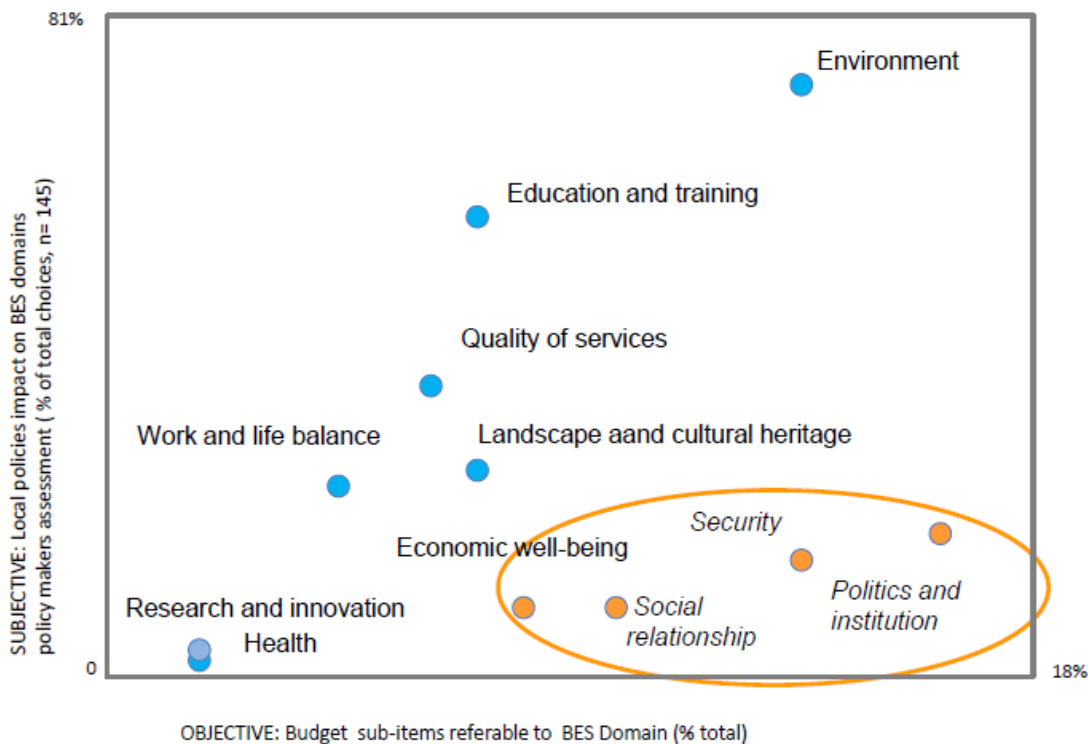 81%
Environment
Education and training
Quality of services
Work and life balance
Landscape aand cultural heritage
Security
Economic well-being
Politics and
institution
Social
relationship
Research and innovation
Health
SUBJECTIVE: Local policies impact on BES domains
policy makers assessment ( % of total choices, n= 145)
0
18%
OBJECTIVE: Budget sub-items referable to BES Domain (% total)